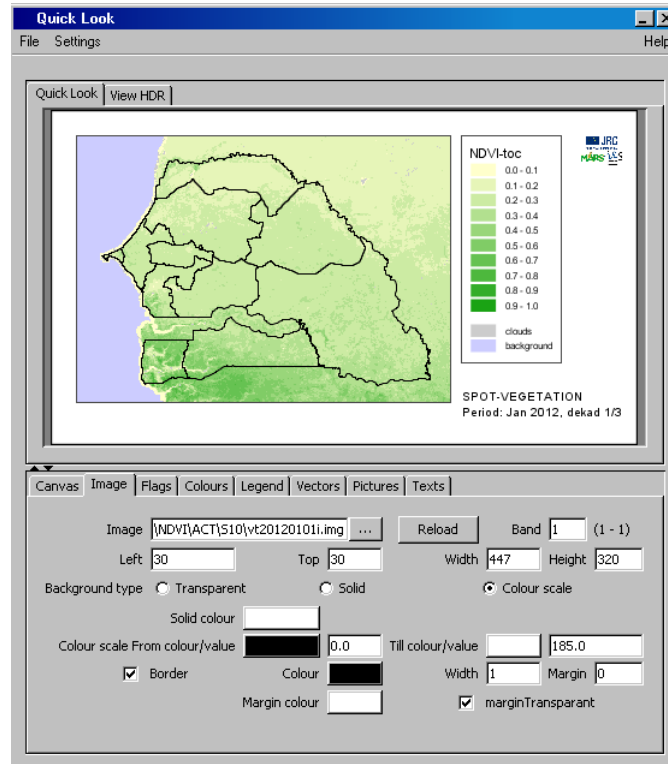 Quick Look
File Settings Help
Quick Look View HDR
NDVI-toc
0.0 - 0.1
0.1 - 0.2
0.2 - 0.3
0.3 - 0.4
0.4 - 0.5
0.5 - 0.6
0.6 - 0.7
0.7 - 0.8
0.8 - 0.9
0.9 - 1.0
clouds
background
JRC
MARS
SPOT-VEGETATION
Period: Jan 2012, dekad 1/3
Canvas Image Flags Colours Legend Vectors Pictures Texts
Image \NDVI\ACT\S10\vt20120101i.img ... Reload Band 1 (1 - 1)
Left 30 Top 30 Width 447 Height 320
Background type Transparent Solid Colour scale
Solid colour
Colour scale From colour/value 0.0 Till colour/value 185.0
Border Colour Width 1 Margin 0
Margin colour marginTransparant